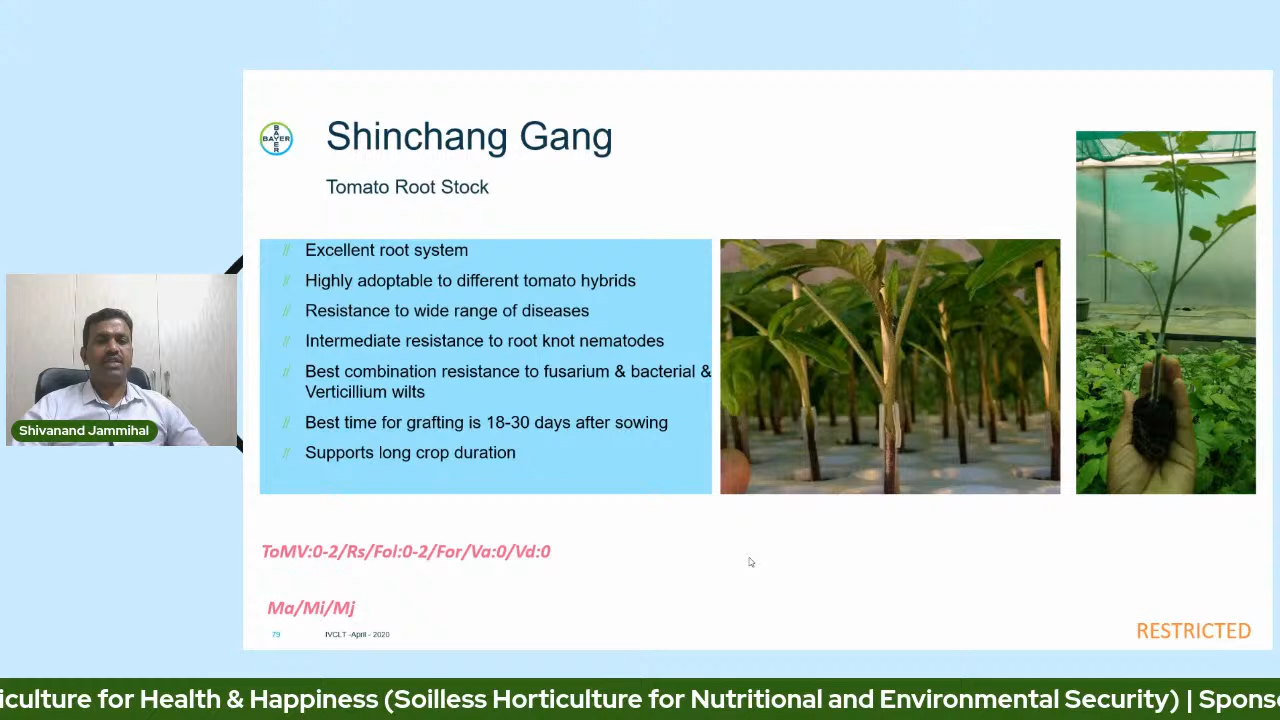 BAYER
BAYER
Shinchang Gang
Tomato Root Stock
// Excellent root system
// Highly adoptable to different tomato hybrids
// Resistance to wide range of diseases
// Intermediate resistance to root knot nematodes
// Best combination resistance to fusarium & bacterial &
Verticillium wilts
// Best time for grafting is 18-30 days after sowing
// Supports long crop duration
Shivanand Jammihal
ToMV:0-2/Rs/Fol:0-2/For/Va:0/Vd:0
Ma/Mi/Mj
79 IVCLT -April - 2020
RESTRICTED
iculture for Health & Happiness (Soilless Horticulture for Nutritional and Environmental Security) | Spons